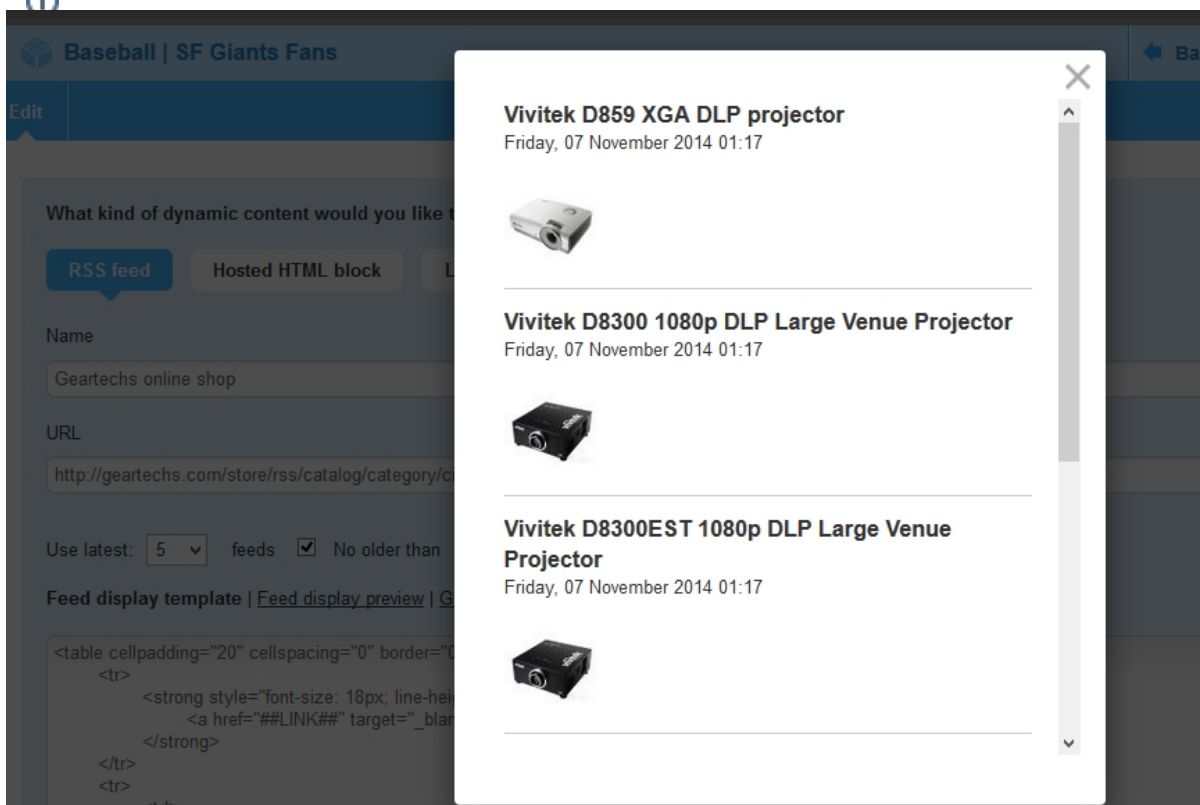 Baseball | SF Giants Fans
Ba
Edit
What kind of dynamic content would you like t
RSS feed
Hosted HTML block
L
Name
Geartechs online shop
URL
http://geartechs.com/store/rss/catalog/category/c
Use latest: 5 feeds No older than
Feed display template | Feed display preview | G
<table cellpadding="20" cellspacing="0" border="0
<tr>
<strong style="font-size: 18px; line-hei
<a href="##LINK##" target="_blan
</strong>
</tr>
<tr>
Vivitek D859 XGA DLP projector
Friday, 07 November 2014 01:17
Vivitek D8300 1080p DLP Large Venue Projector
Friday, 07 November 2014 01:17
Vivitek D8300EST 1080p DLP Large Venue
Projector
Friday, 07 November 2014 01:17